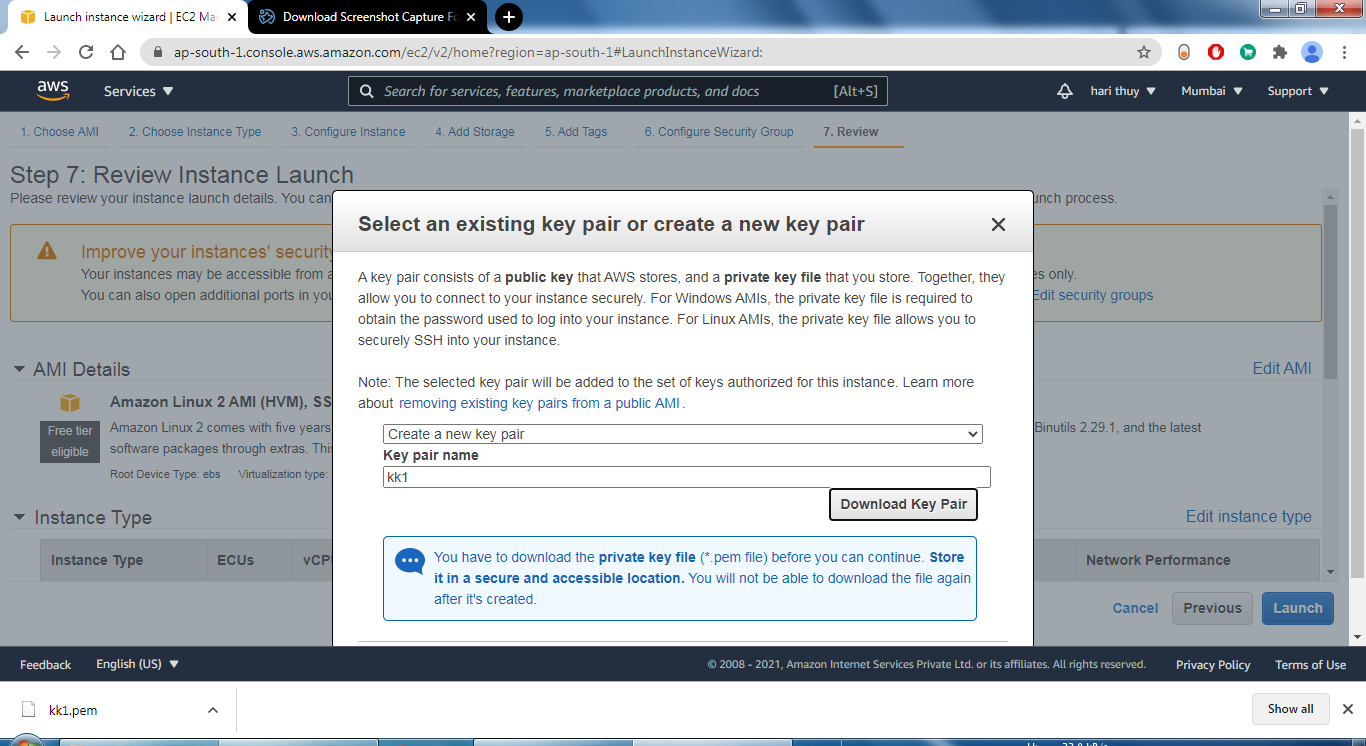 Launch instance wizard | EC2 Ma
Download Screenshot Capture Fo
ap-south-1.console.aws.amazon.com/ec2/v2/home?region=ap-south-1#LaunchInstanceWizard:
aws
Services
Search for services, features, marketplace products, and docs
[Alt+S]
hari thuy
Mumbai
Support
1. Choose AMI
2. Choose Instance Type
3. Configure Instance
4. Add Storage
5. Add Tags
6. Configure Security Group
7. Review
Step 7: Review Instance Launch
Please review your instance launch details. You can
unch process.
Improve your instances' security
Your instances may be accessible from a
es only.
You can also open additional ports in you
Edit security groups
Select an existing key pair or create a new key pair
A key pair consists of a public key that AWS stores, and a private key file that you store. Together, they
allow you to connect to your instance securely. For Windows AMIs, the private key file is required to
obtain the password used to log into your instance. For Linux AMIs, the private key file allows you to
securely SSH into your instance.
Note: The selected key pair will be added to the set of keys authorized for this instance. Learn more
about removing existing key pairs from a public AMI.
Create a new key pair
Key pair name
kk1
Download Key Pair
You have to download the private key file (*.pem file) before you can continue. Store
it in a secure and accessible location. You will not be able to download the file again
after it's created.
AMI Details
Edit AMI
Amazon Linux 2 AMI (HVM), SS
Free tier
eligible
Amazon Linux 2 comes with five years
Binutils 2.29.1, and the latest
software packages through extras. This
Root Device Type: ebs
Virtualization type:
Instance Type
Edit instance type
Instance Type
ECUs
vCP
Network Performance
Cancel
Previous
Launch
Feedback
English (US)
© 2008 - 2021, Amazon Internet Services Private Ltd. or its affiliates. All rights reserved.
Privacy Policy
Terms of Use
kk1.pem
Show all